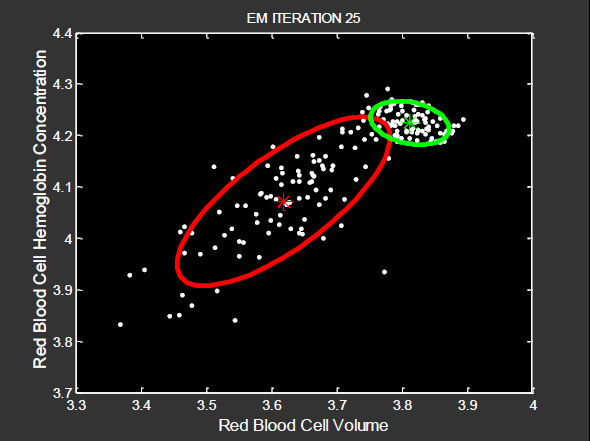 EM ITERATION 25
4.4
4.3
4.2
4.1
4
3.9
3.8
3.7
Red Blood Cell Hemoglobin Concentration
3.3 3.4 3.5 3.6 3.7 3.8 3.9 4
Red Blood Cell Volume